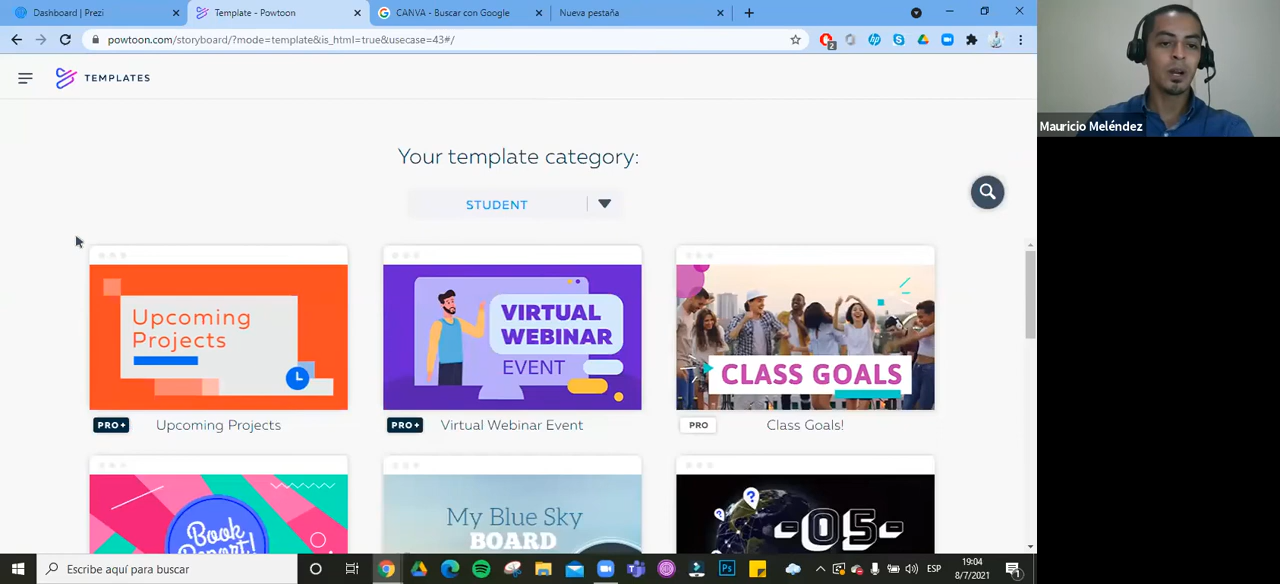 Dashboard | Prezi
Template - Powtoon
CANVA - Buscar con Google
Nueva pestaña
powtoon.com/storyboard/?mode=template&is_html=true&usecase=43#/
2
TEMPLATES
Mauricio Meléndez
Your template category:
STUDENT
Upcoming
Projects
VIRTUAL
WEBINAR
EVENT
CLASS GOALS
PRO+
Upcoming Projects
PRO+
Virtual Webinar Event
PRO
Class Goals!
Book
Report!
My Blue Sky
BOARD
-05-
Escribe aquí para buscar
ESP
19:04
8/7/2021
1